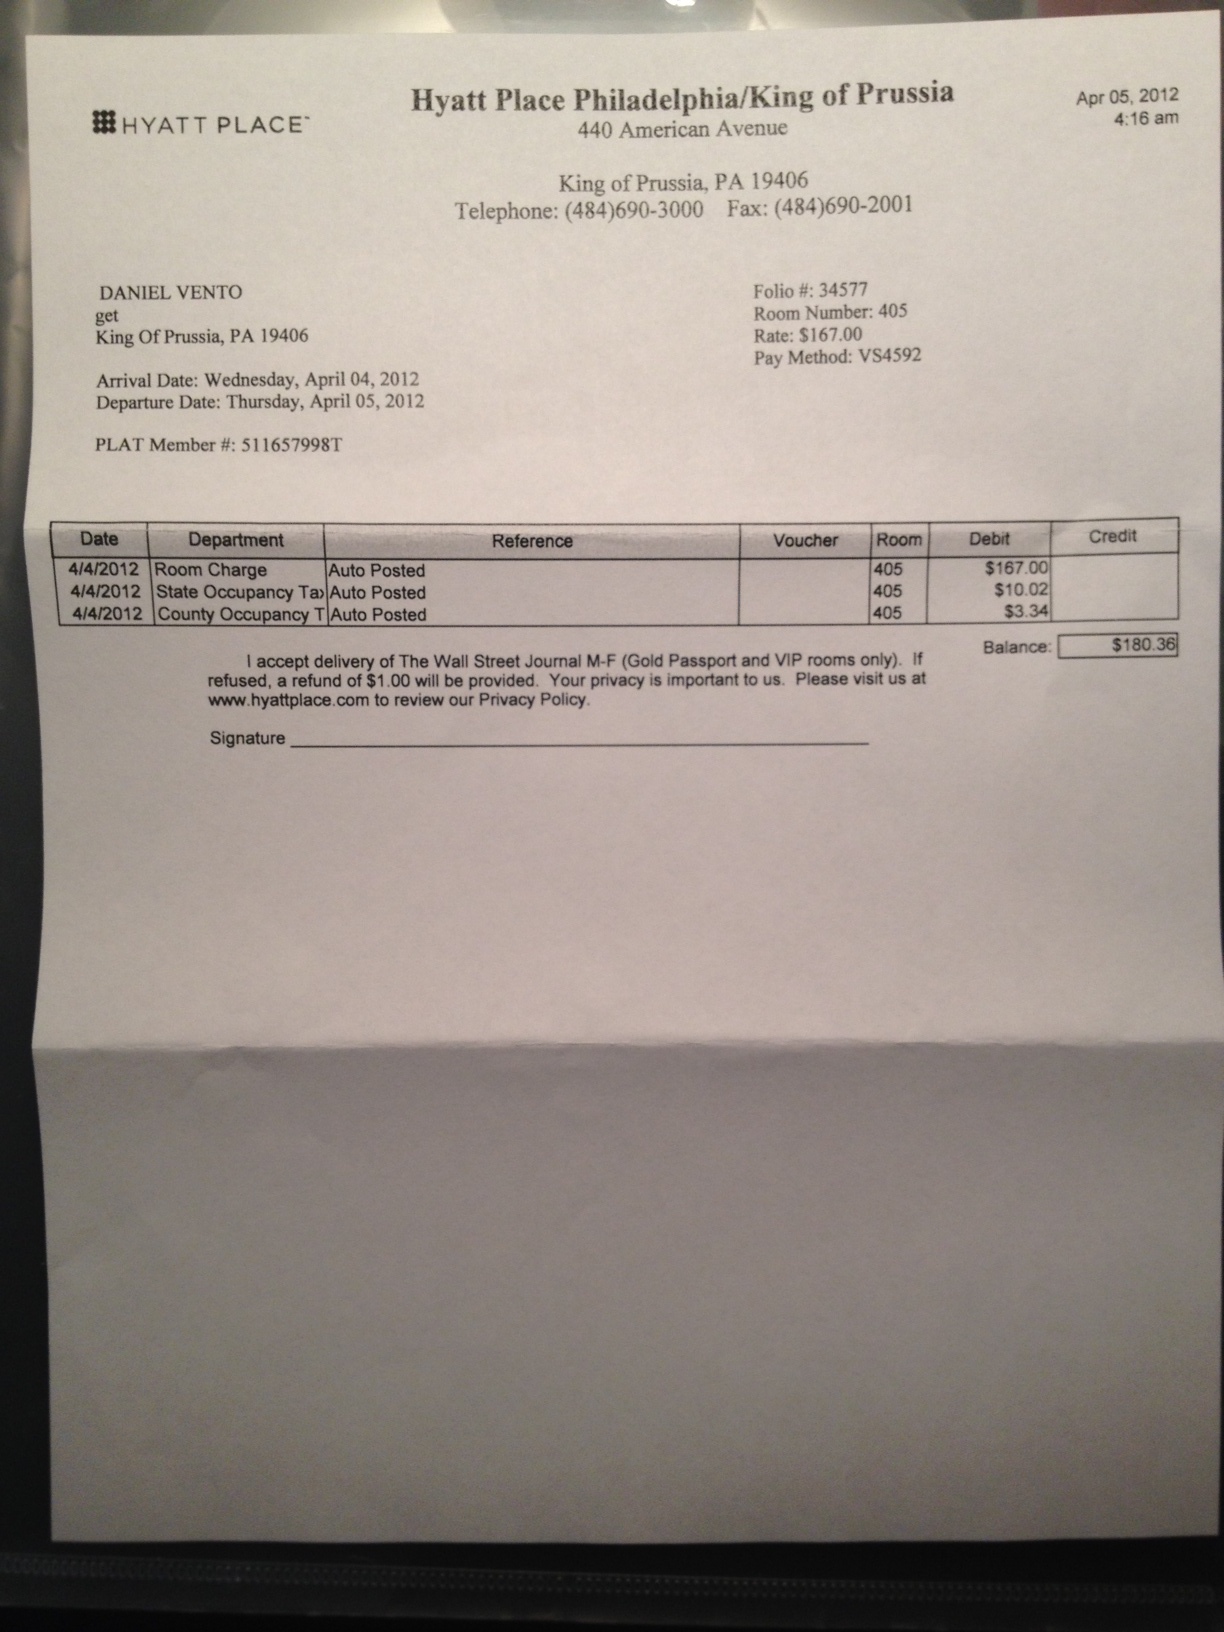 HYATT PLACE
Hyatt Place Philadelphia/King of Prussia
440 American Avenue
King of Prussia, PA 19406
Telephone: (484)690-3000 Fax: (484)690-2001
Apr 05, 2012
4:16 am
DANIEL VENTO
get
King Of Prussia, PA 19406
Arrival Date: Wednesday, April 04, 2012
Departure Date: Thursday, April 05, 2012
PLAT Member #: 511657998T
Folio #: 34577
Room Number: 405
Rate: $167.00
Pay Method: VS4592
Date Department Reference Voucher Room Debit Credit
4/4/2012 Room Charge Auto Posted 405 $167.00
4/4/2012 State Occupancy Tax Auto Posted 405 $10.02
4/4/2012 County Occupancy T Auto Posted 405 $3.34
Balance: $180.36
I accept delivery of The Wall Street Journal M-F (Gold Passport and VIP rooms only). If
refused, a refund of $1.00 will be provided. Your privacy is important to us. Please visit us at
www.hyattplace.com to review our Privacy Policy.
Signature